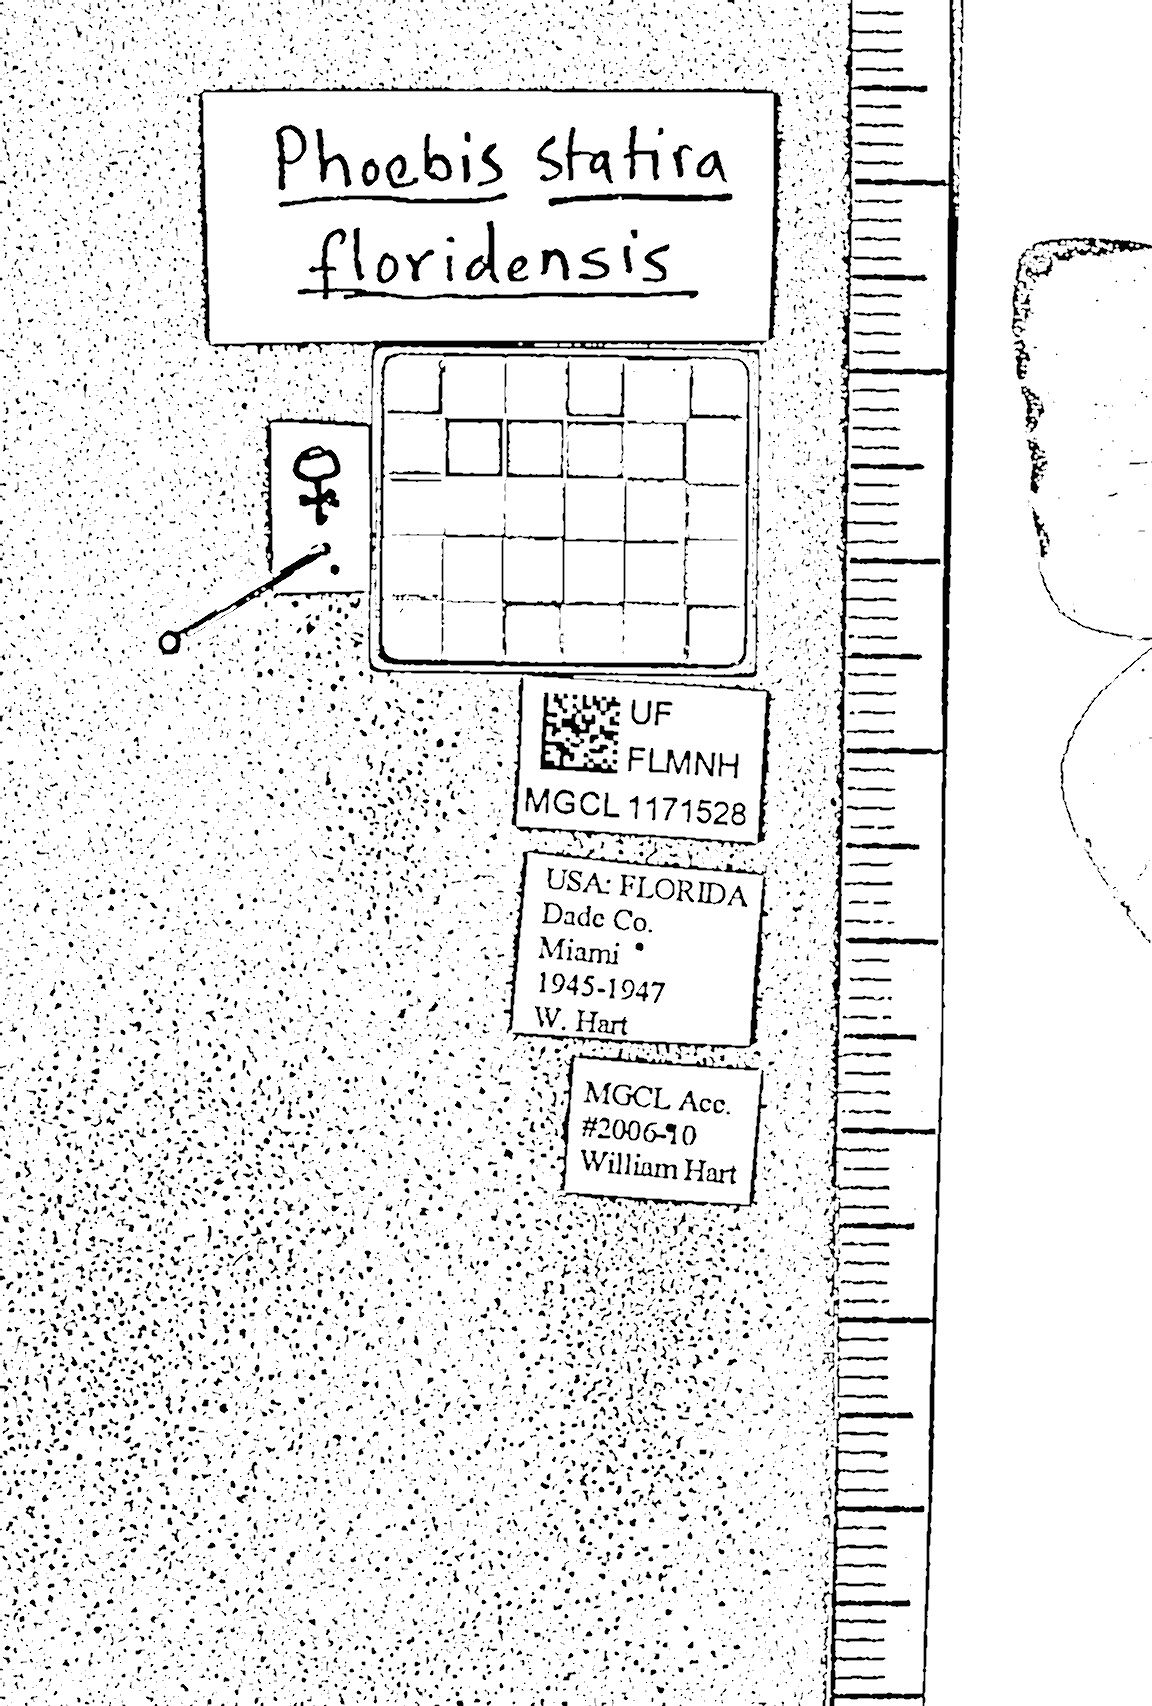 Phoebis statira
floridensis
♀
UF
FLMNH
MGCL 1171528
USA: FLORIDA
Dade Co.
Miami
1945-1947
W. Hart
MGCL Acc.
#2006-10
William Hart